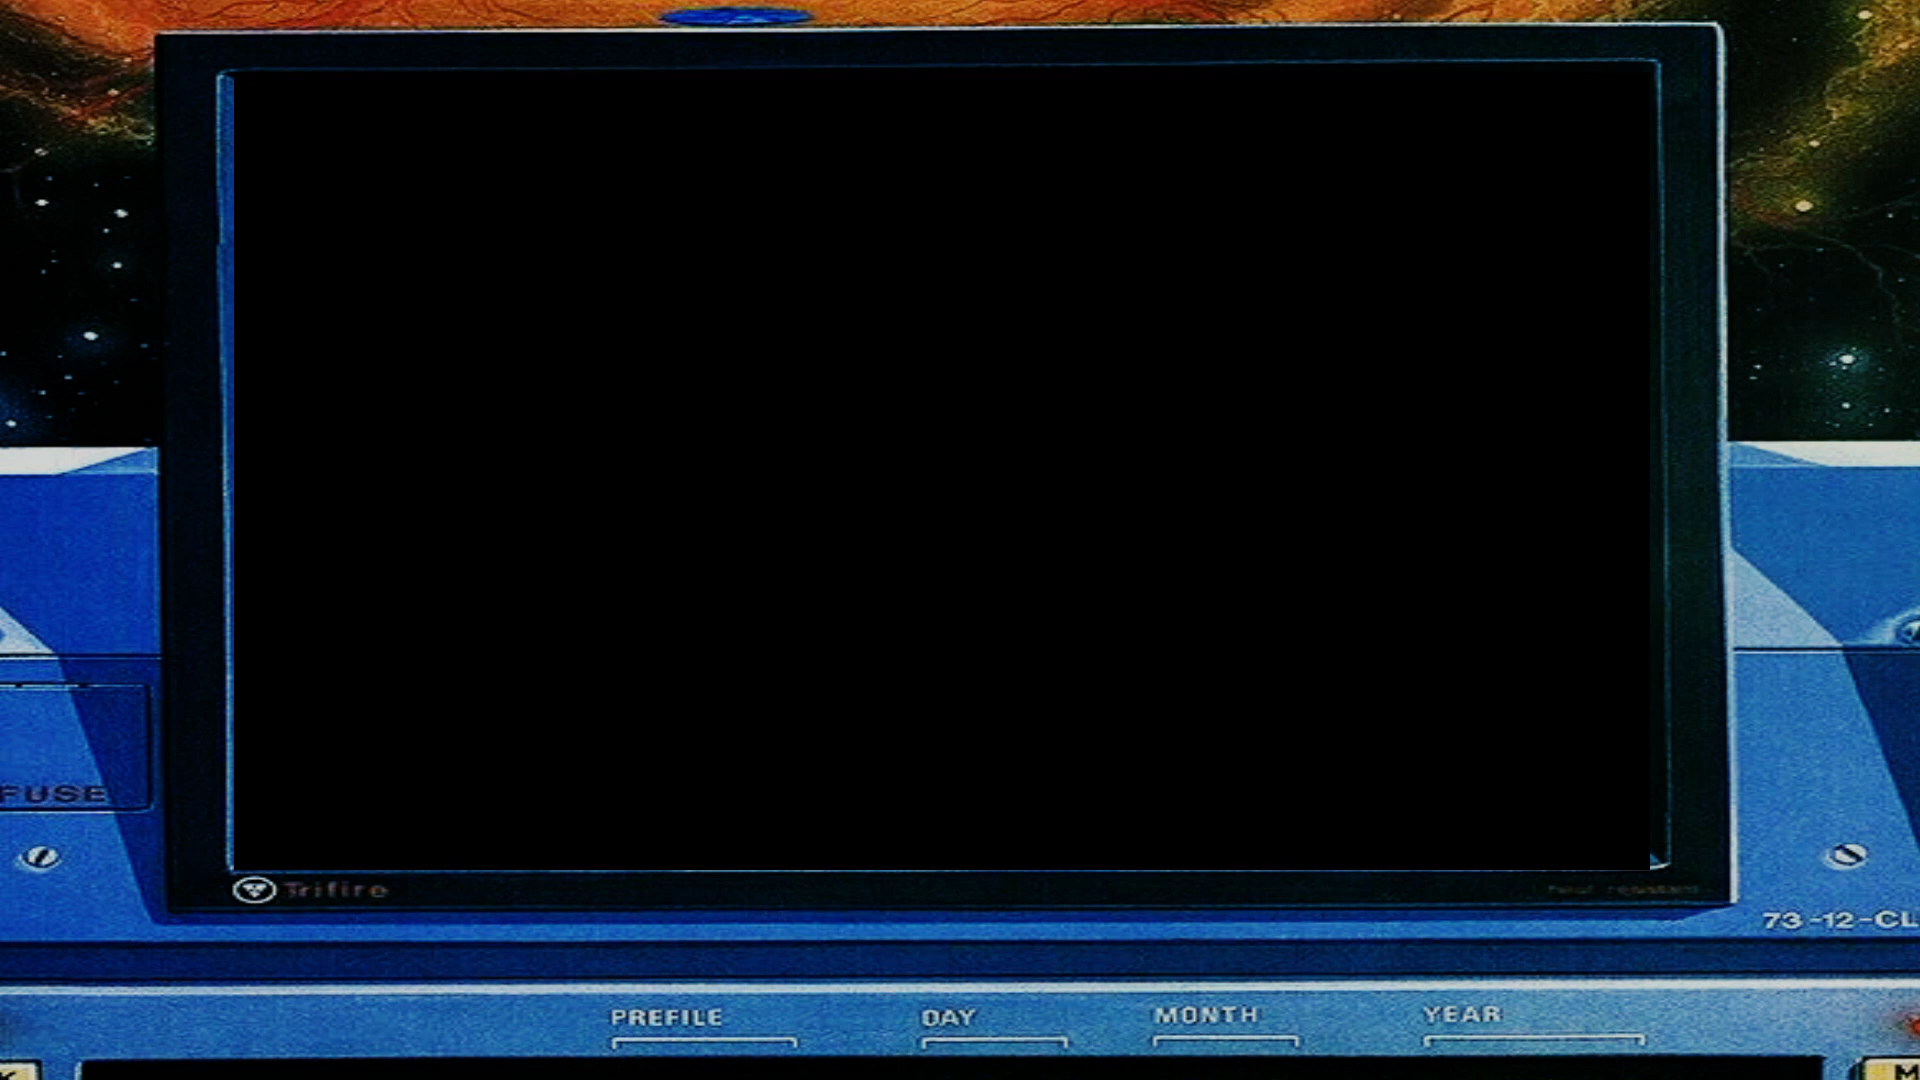 FUSE
Trifire
73-12-CL
PREFILE DAY MONTH YEAR
M